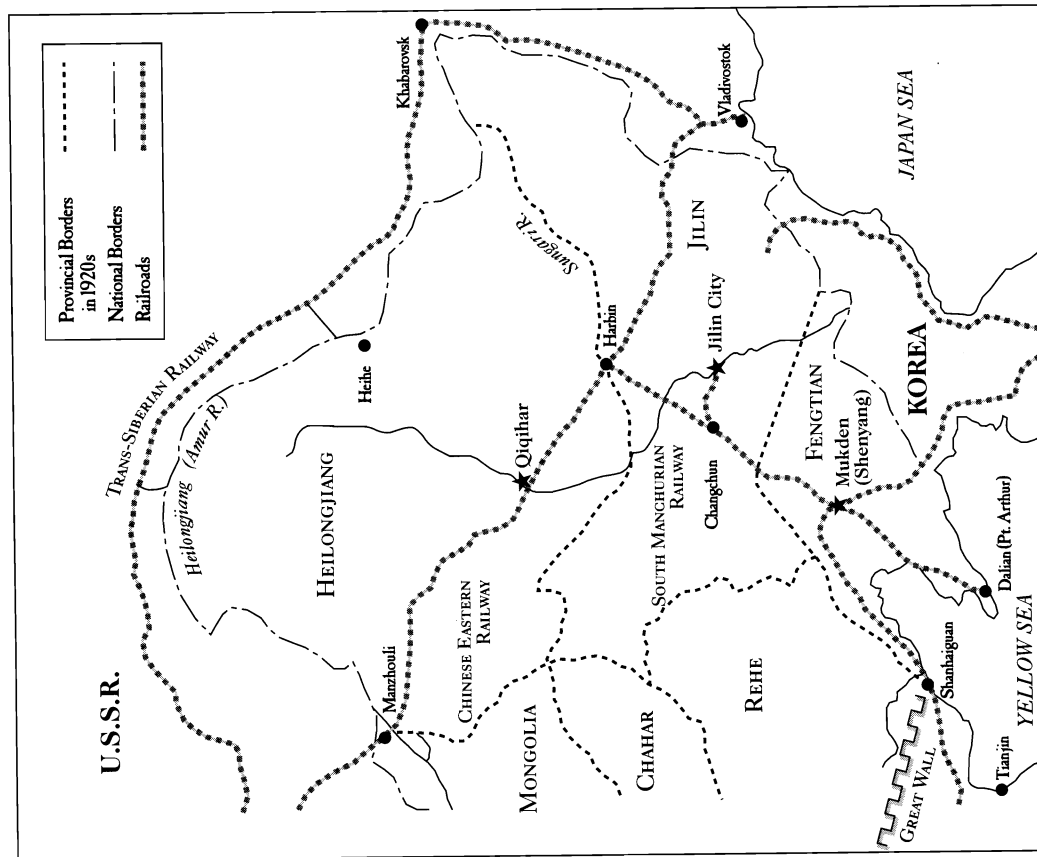 Provincial Borders
in 1920s
National Borders
Railroads
U.S.S.R.
TRANS-SIBERIAN RAILWAY
Heilongjiang (Amur R.)
Khabarovsk
Heihe
HEILONGJIANG
Manzhouli
Qiqihar
CHINESE EASTERN
RAILWAY
Sungari R.
Harbin
MONGOLIA
CHAHAR
SOUTH MANCHURIAN
RAILWAY
JILIN
Jilin City
Changchun
Vladivostok
REHE
FENGTIAN
Mukden
(Shenyang)
KOREA
JAPAN SEA
GREAT WALL
Shanhaiguan
Tianjin
Dalian (Pt. Arthur)
YELLOW SEA